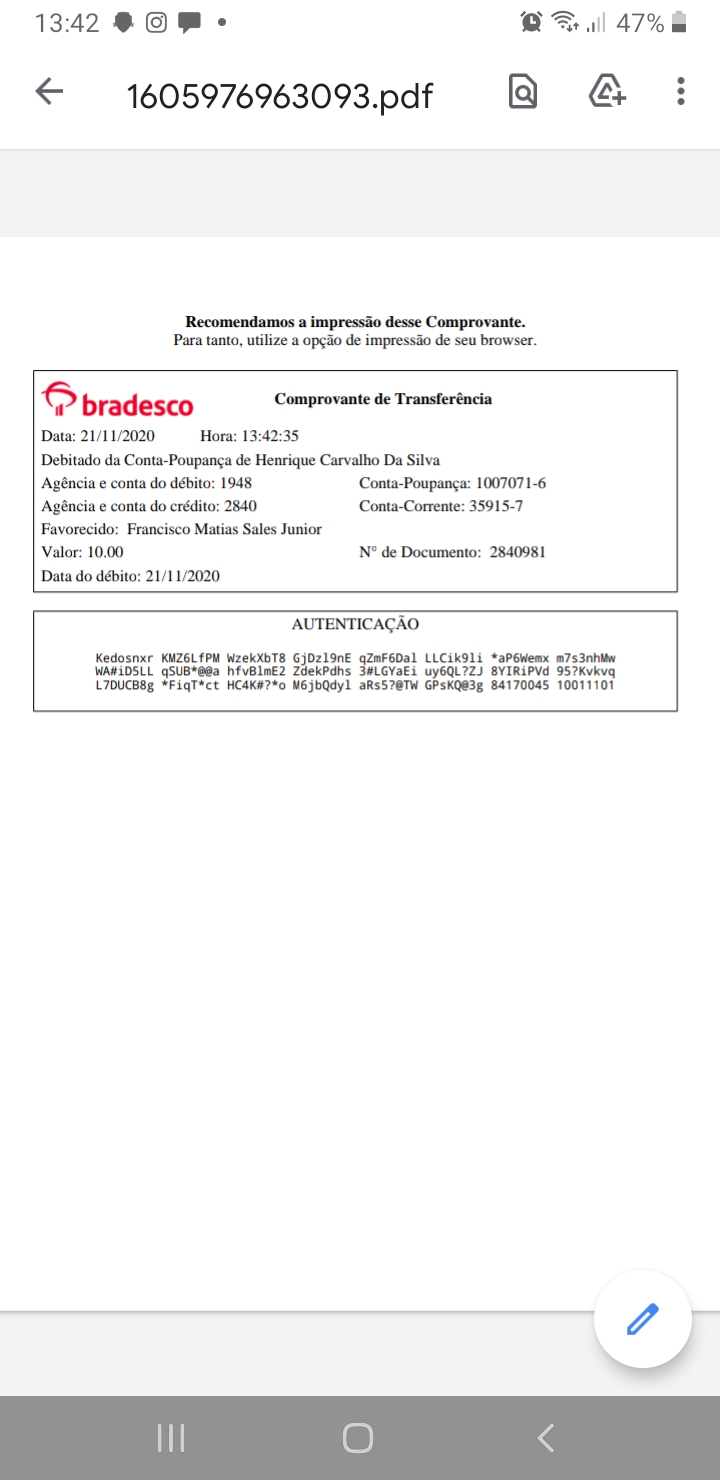 13:42
47%
1605976963093.pdf
Recomendamos a impressão desse Comprovante.
Para tanto, utilize a opção de impressão de seu browser.
bradesco
Comprovante de Transferência
Data: 21/11/2020 Hora: 13:42:35
Debitado da Conta-Poupança de Henrique Carvalho Da Silva
Agência e conta do débito: 1948 Conta-Poupança: 1007071-6
Agência e conta do crédito: 2840 Conta-Corrente: 35915-7
Favorecido: Francisco Matias Sales Junior
Valor: 10.00 N° de Documento: 2840981
Data do débito: 21/11/2020
AUTENTICAÇÃO
Kedosnxr KMZ6LfPM WzekXbT8 GjDzl9nE qZmF6Dal LLCik9li *aP6Wemx m7s3nhMw
WA#iD5LL qSUB*@@a hfvBlmE2 ZdekPdhs 3#LGYaEi uy6QL?ZJ 8YIRiPVd 95?Kvkvq
L7DUCB8g *FiqT*ct HC4K#?*o M6jbQdyl aRs5?@TW GPsKQ@3g 84170045 10011101